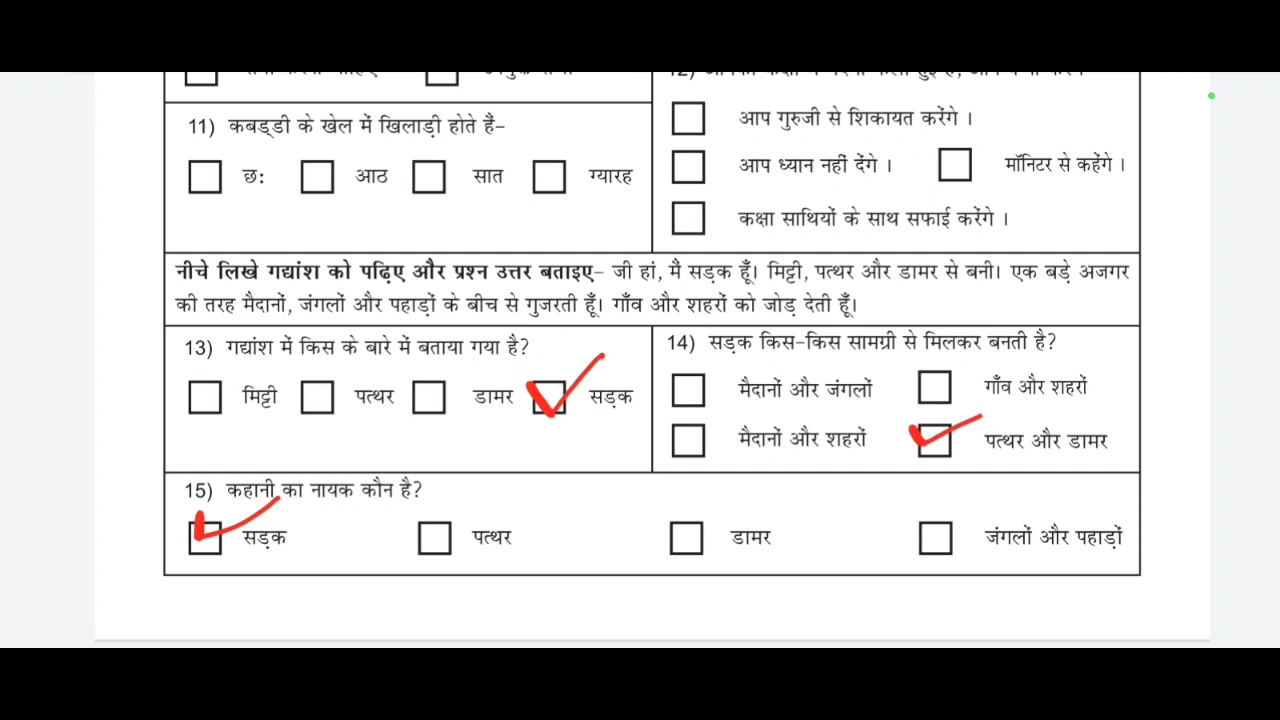 11) कबड्डी के खेल में खिलाड़ी होते हैं-
छः आठ सात ग्यारह
आप गुरुजी से शिकायत करेंगे ।
आप ध्यान नहीं देंगे । मॉनिटर से कहेंगे ।
कक्षा साथियों के साथ सफाई करेंगे ।
नीचे लिखे गद्यांश को पढ़िए और प्रश्न उत्तर बताइए- जी हां, मैं सड़क हूँ। मिट्टी, पत्थर और डामर से बनी। एक बड़े अजगर
की तरह मैदानों, जंगलों और पहाड़ों के बीच से गुजरती हूँ। गाँव और शहरों को जोड़ देती हूँ।
13) गद्यांश में किस के बारे में बताया गया है?
मिट्टी पत्थर डामर सड़क
14) सड़क किस-किस सामग्री से मिलकर बनती है?
मैदानों और जंगलों गाँव और शहरों
मैदानों और शहरों पत्थर और डामर
15) कहानी का नायक कौन है?
सड़क पत्थर डामर जंगलों और पहाड़ों